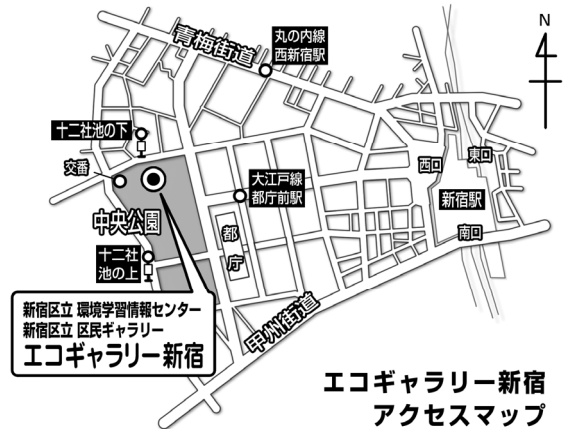 N
丸の内線
西新宿駅
青梅街道
十二社池の下
交番
中央公園
大江戸線
都庁前駅
西口
東口
新宿駅
南口
都庁
十二社
池の上
甲州街道
新宿区立 環境学習情報センター
新宿区立 区民ギャラリー
エコギャラリー新宿
エコギャラリー新宿
アクセスマップ